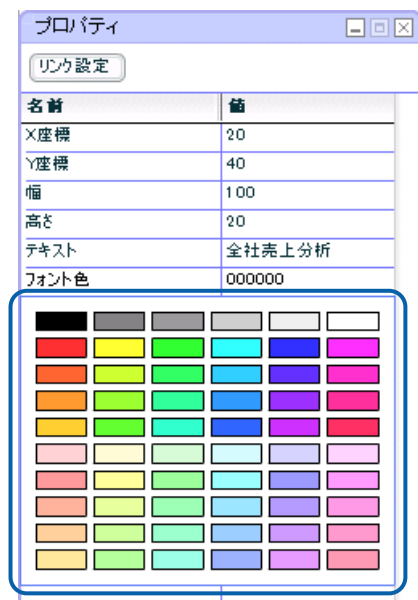 プロパティ
リンク設定
名前 値
X座標 20
Y座標 40
幅 100
高さ 20
テキスト 全社売上分析
フォント色 000000